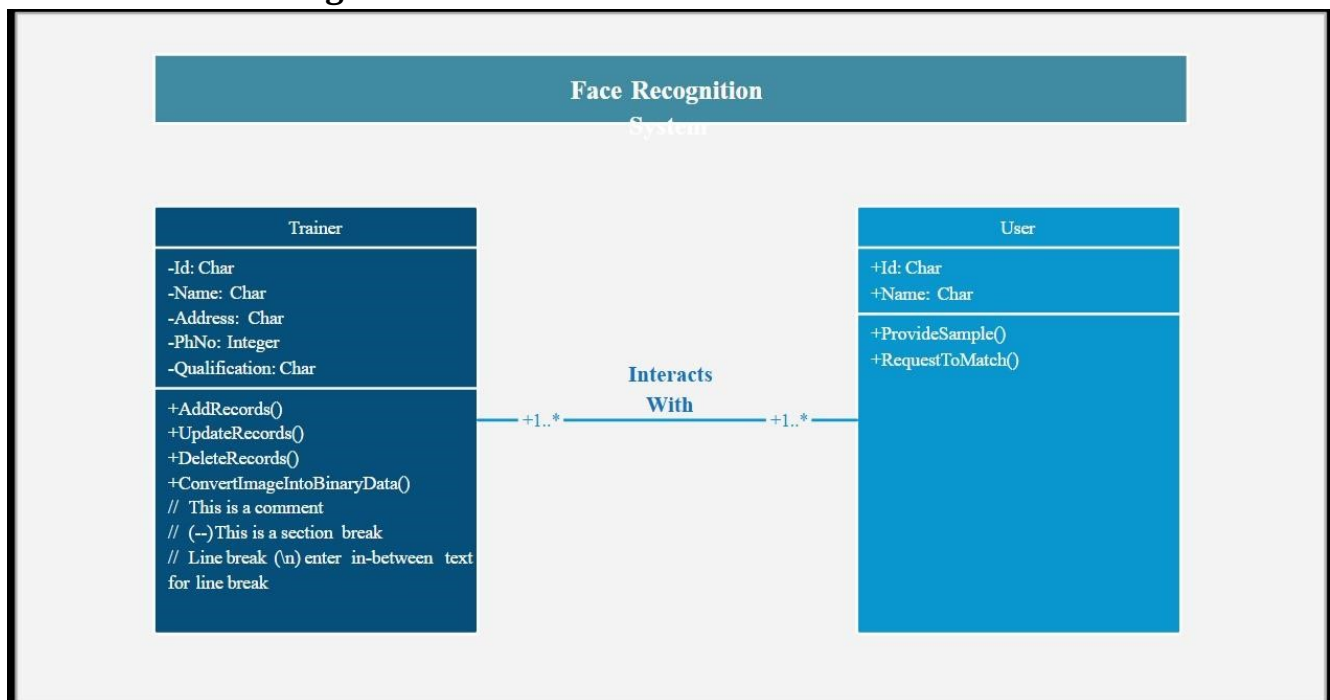 Face Recognition
System
Trainer
-Id: Char
-Name: Char
-Address: Char
-PhNo: Integer
-Qualification: Char
+AddRecords()
+UpdateRecords()
+DeleteRecords()
+ConvertImageIntoBinaryData()
// This is a comment
// (--)This is a section break
// Line break (\n) enter in-between text
for line break
Interacts
With
+1..*
+1..*
User
+Id: Char
+Name: Char
+ProvideSample()
+RequestToMatch()